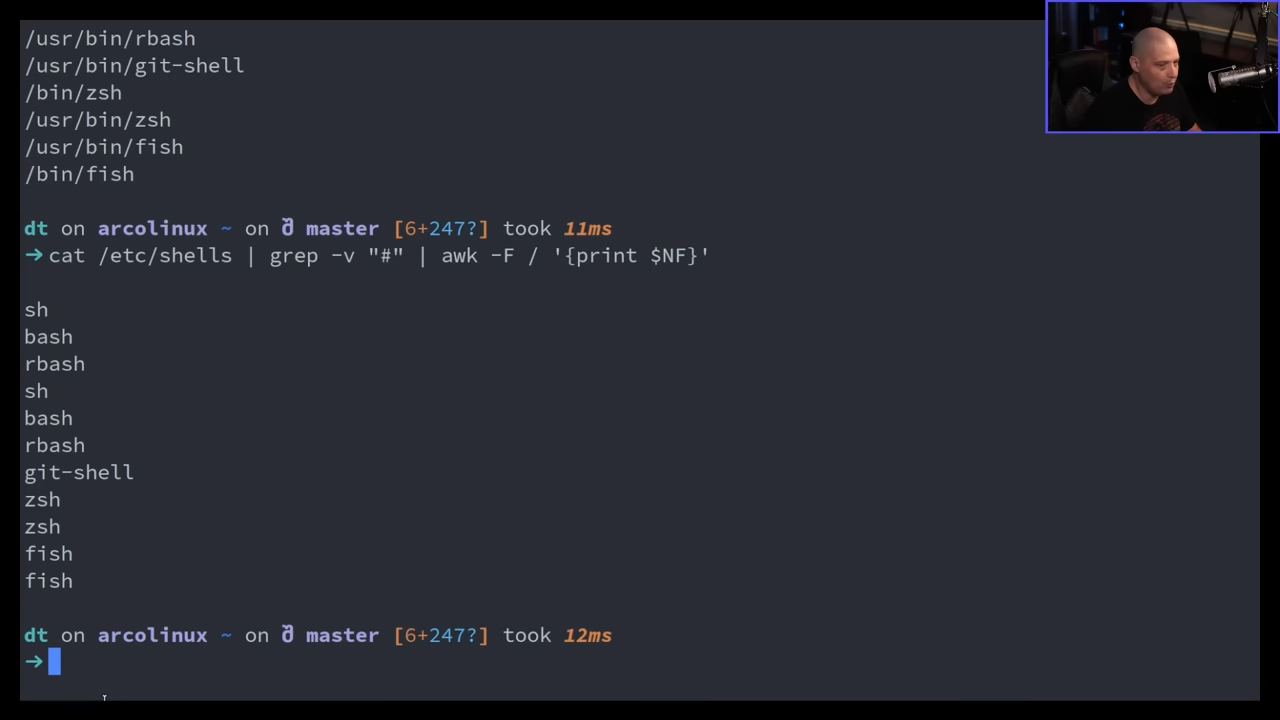 /usr/bin/rbash
/usr/bin/git-shell
/bin/zsh
/usr/bin/zsh
/usr/bin/fish
/bin/fish
dt on arcolinux ~ on master [6+247?] took 11ms
➜ cat /etc/shells | grep -v "#" | awk -F / '{print $NF}'
sh
bash
rbash
sh
bash
rbash
git-shell
zsh
zsh
fish
fish
dt on arcolinux ~ on master [6+247?] took 12ms
➜